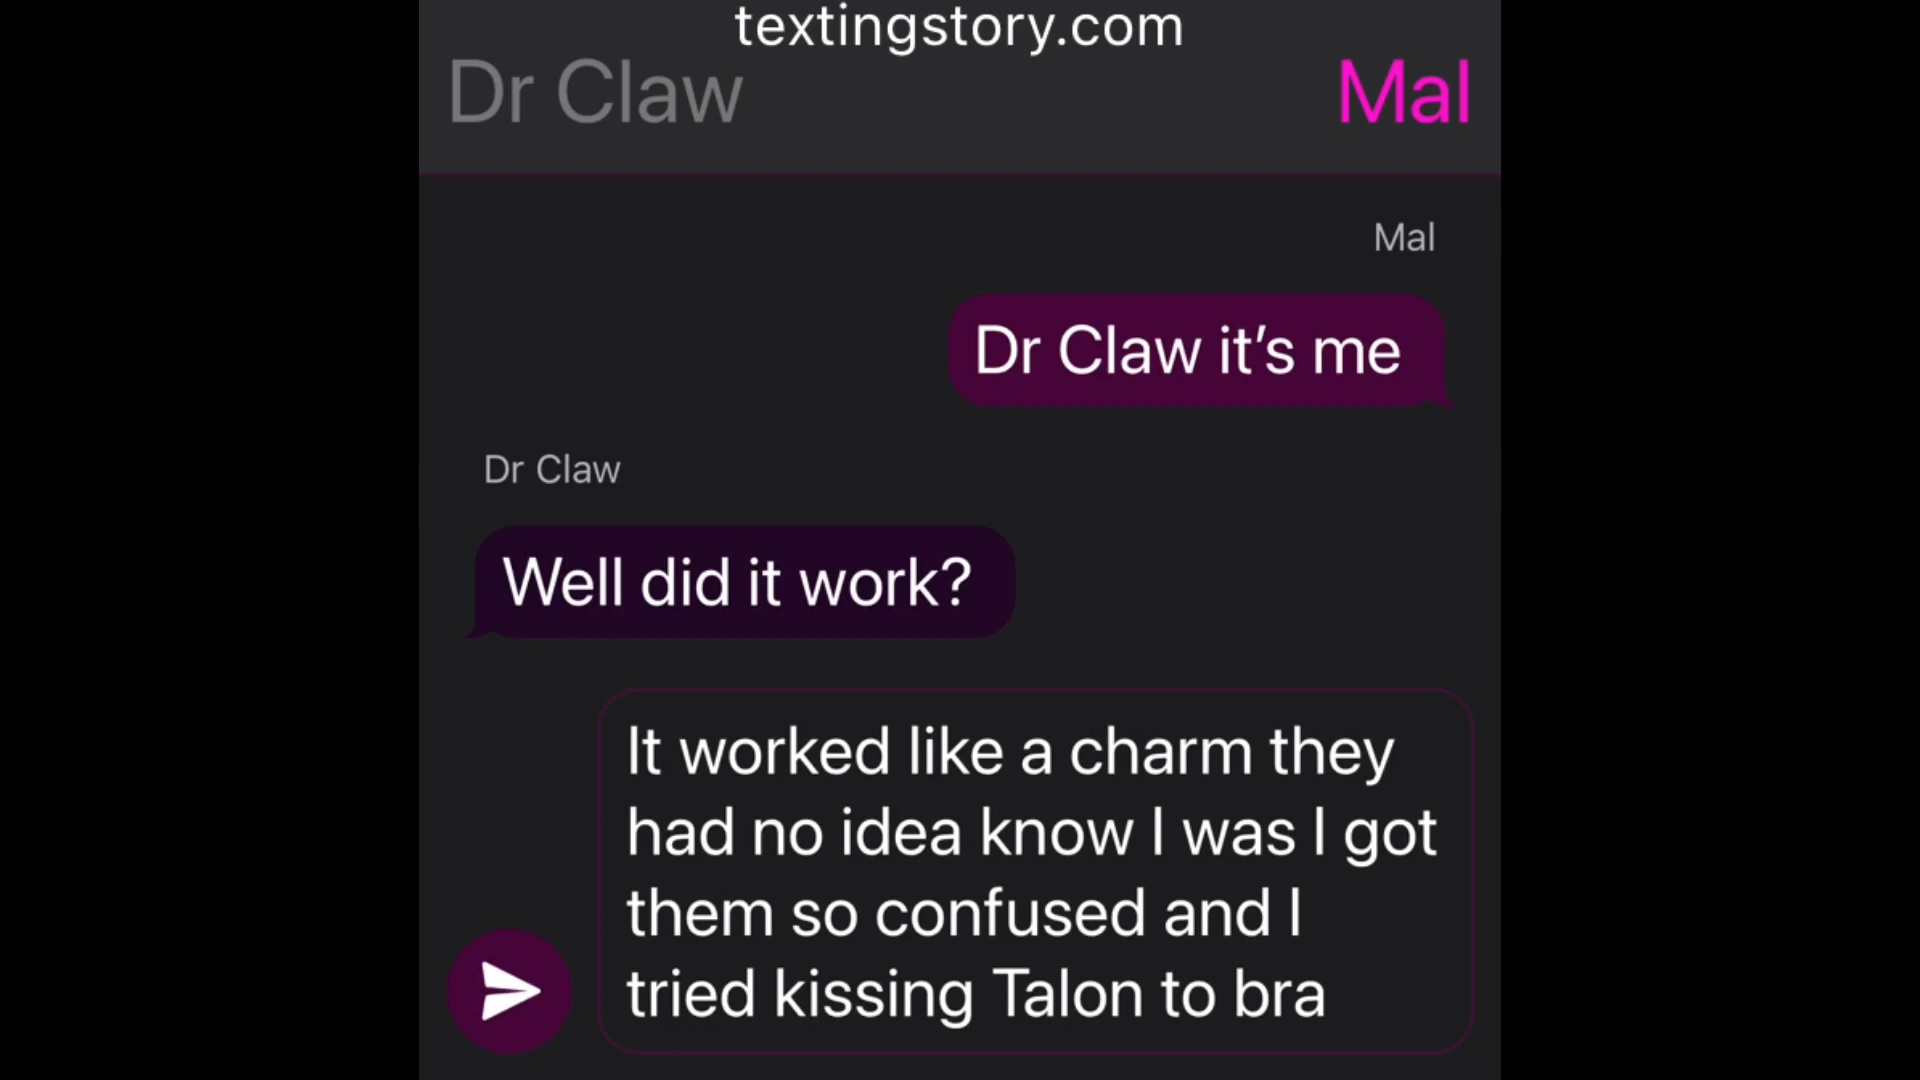 textingstory.com
Dr Claw
Mal
Mal
Dr Claw it’s me
Dr Claw
Well did it work?
It worked like a charm they
had no idea know I was I got
them so confused and I
tried kissing Talon to bra